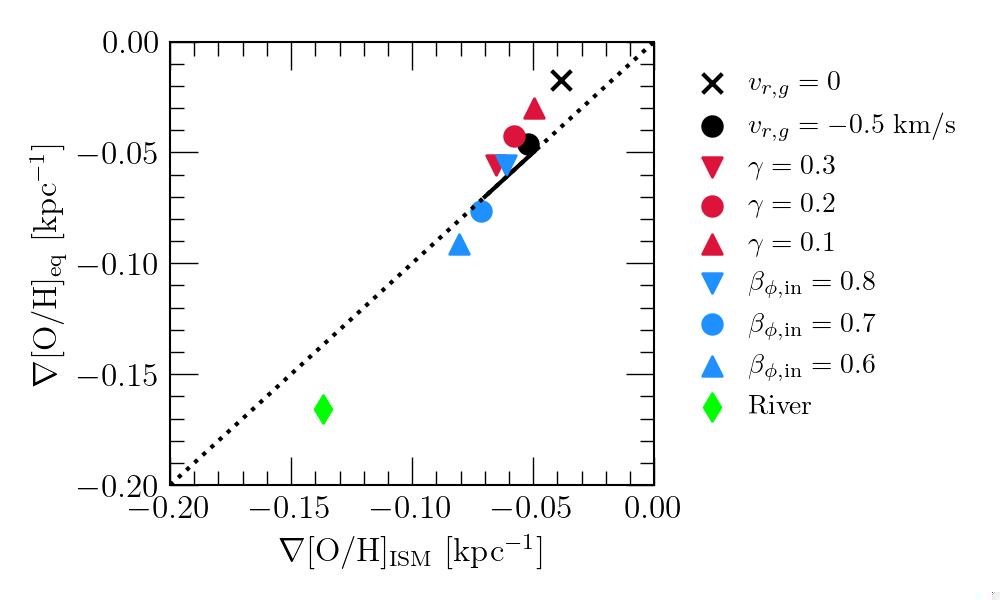 0.00
−0.05
−0.10
−0.15
−0.20
∇[O/H]eq [kpc⁻¹]
−0.20 −0.15 −0.10 −0.05 0.00
∇[O/H]ISM [kpc⁻¹]
vr,g = 0
vr,g = −0.5 km/s
γ = 0.3
γ = 0.2
γ = 0.1
βϕ,in = 0.8
βϕ,in = 0.7
βϕ,in = 0.6
River